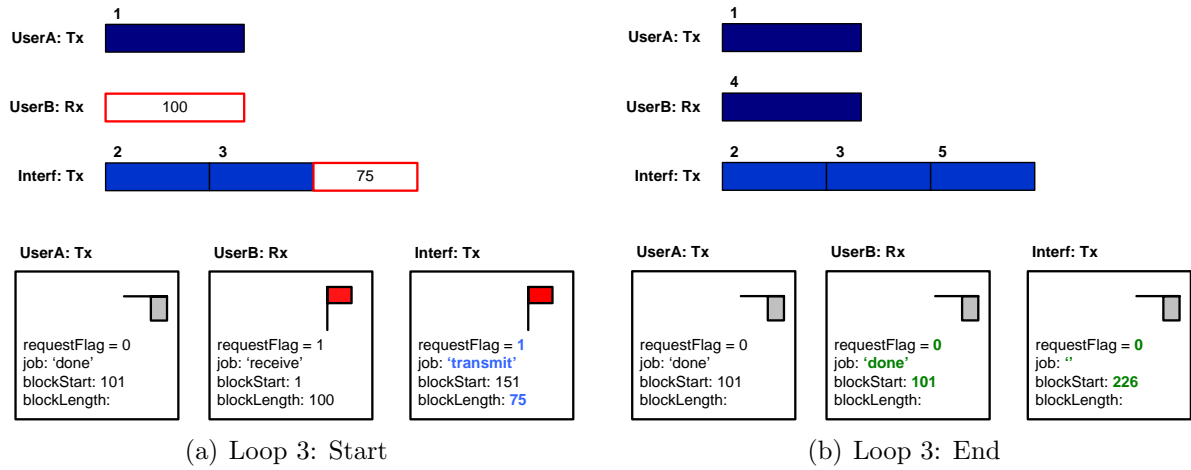 1
UserA: Tx
UserB: Rx
100
2 3
Interf: Tx
75
UserA: Tx
requestFlag = 0
job: ‘done’
blockStart: 101
blockLength:
UserB: Rx
requestFlag = 1
job: ‘receive’
blockStart: 1
blockLength: 100
Interf: Tx
requestFlag = 1
job: ‘transmit’
blockStart: 151
blockLength: 75
(a) Loop 3: Start
1
UserA: Tx
4
UserB: Rx
2 3 5
Interf: Tx
UserA: Tx
requestFlag = 0
job: ‘done’
blockStart: 101
blockLength:
UserB: Rx
requestFlag = 0
job: ‘done’
blockStart: 101
blockLength:
Interf: Tx
requestFlag = 0
job: ‘’
blockStart: 226
blockLength:
(b) Loop 3: End